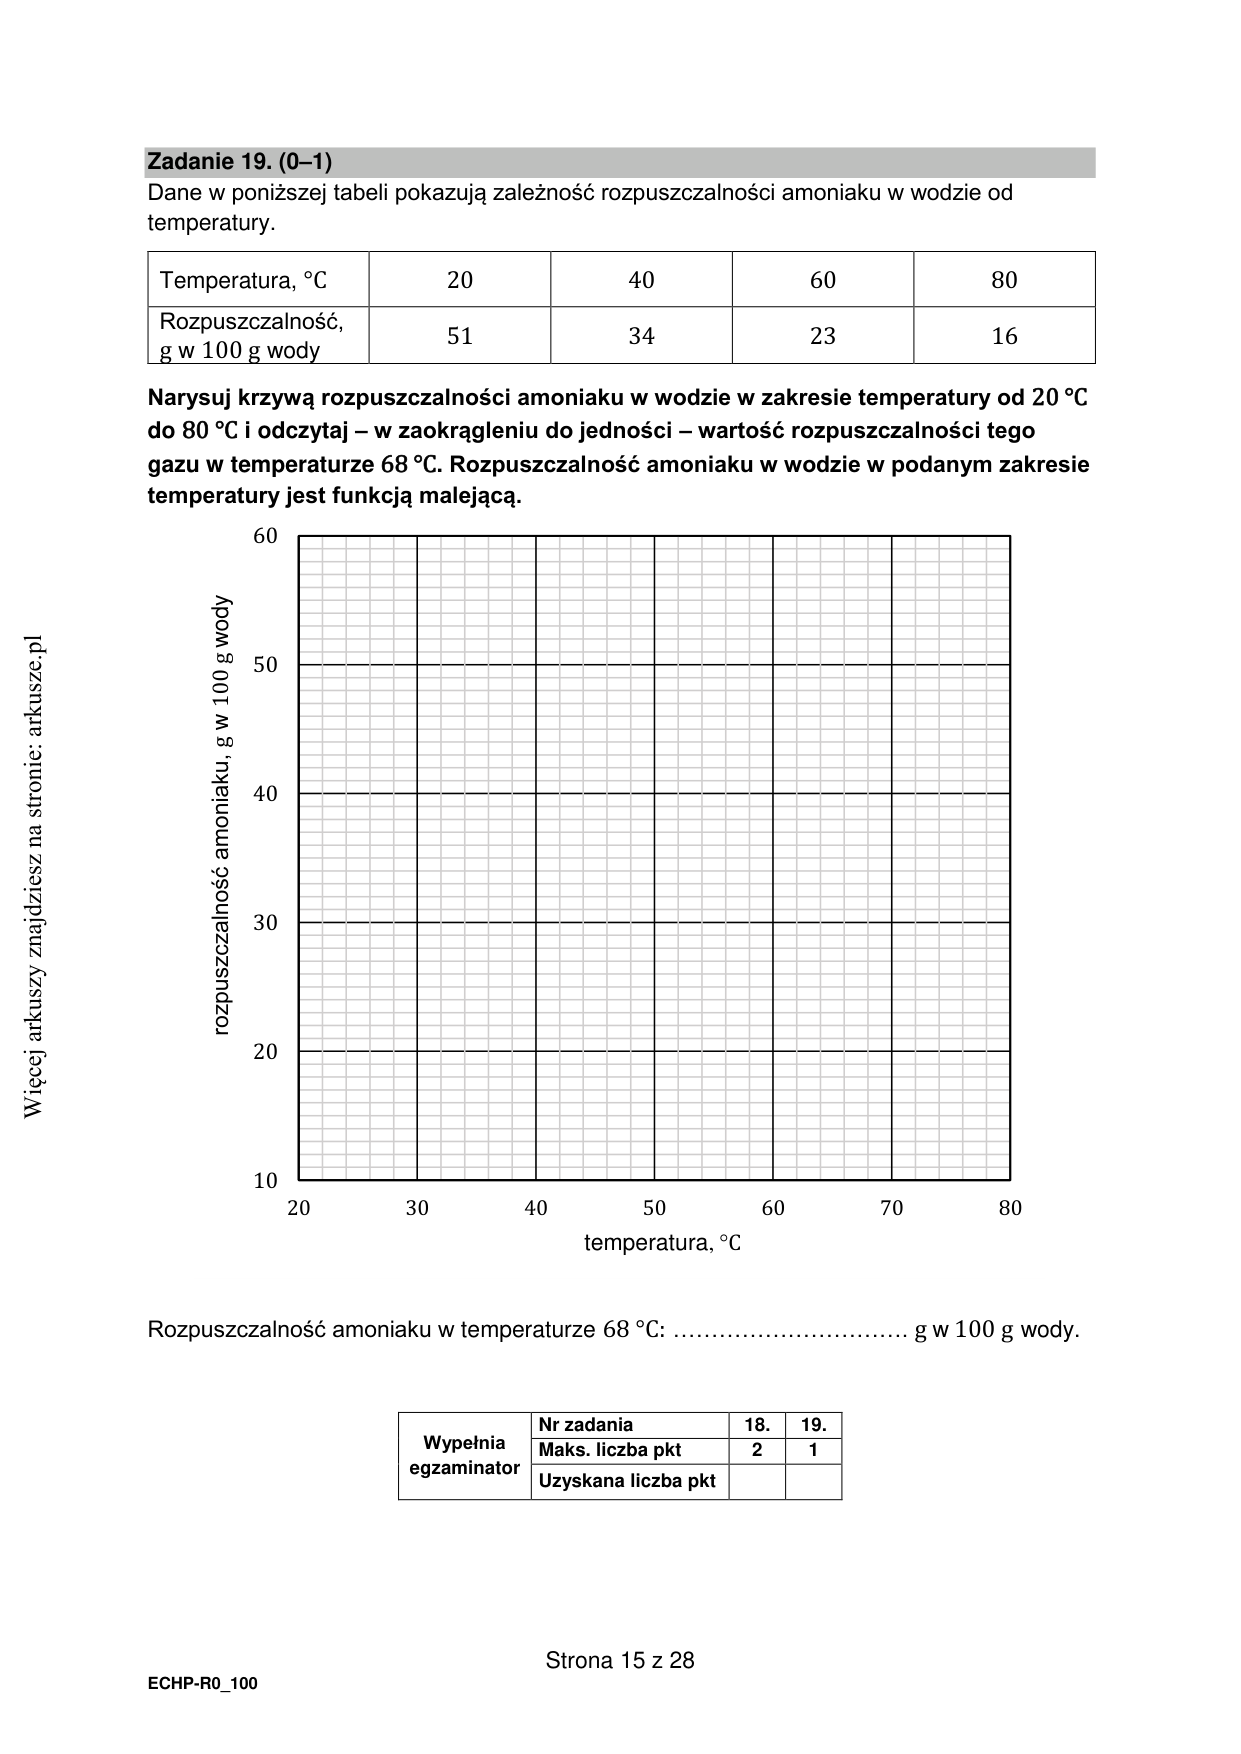 Zadanie 19. (0–1)
Dane w poniższej tabeli pokazują zależność rozpuszczalności amoniaku w wodzie od
temperatury.
Temperatura, °C 20 40 60 80
Rozpuszczalność,
g w 100 g wody 51 34 23 16
Narysuj krzywą rozpuszczalności amoniaku w wodzie w zakresie temperatury od 20 °C
do 80 °C i odczytaj – w zaokrągleniu do jedności – wartość rozpuszczalności tego
gazu w temperaturze 68 °C. Rozpuszczalność amoniaku w wodzie w podanym zakresie
temperatury jest funkcją malejącą.
60
50
40
30
20
10
rozpuszczalność amoniaku, g w 100 g wody
20 30 40 50 60 70 80
temperatura, °C
Rozpuszczalność amoniaku w temperaturze 68 °C: ………………………… g w 100 g wody.
Wypełnia
egzaminator
Nr zadania 18. 19.
Maks. liczba pkt 2 1
Uzyskana liczba pkt
Strona 15 z 28
ECHP-R0_100
Więcej arkuszy znajdziesz na stronie: arkusze.pl